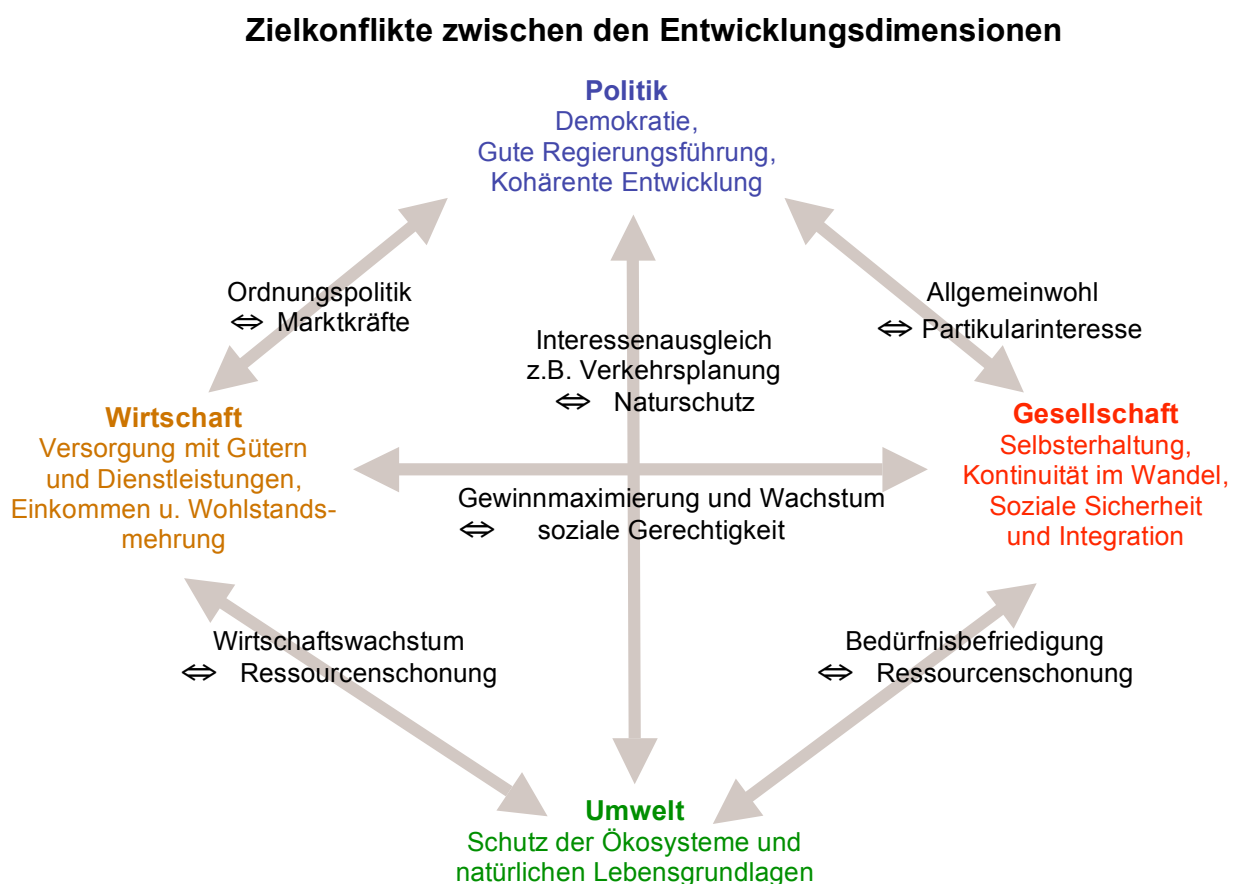 Zielkonflikte zwischen den Entwicklungsdimensionen
Politik
Demokratie,
Gute Regierungsführung,
Kohärente Entwicklung
Ordnungspolitik
⇔ Marktkräfte
Interessenausgleich
z.B. Verkehrsplanung
⇔ Naturschutz
Allgemeinwohl
⇔ Partikularinteresse
Wirtschaft
Versorgung mit Gütern
und Dienstleistungen,
Einkommen u. Wohlstands-
mehrung
Gewinnmaximierung und Wachstum
⇔ soziale Gerechtigkeit
Gesellschaft
Selbsterhaltung,
Kontinuität im Wandel,
Soziale Sicherheit
und Integration
Wirtschaftswachstum
⇔ Ressourcenschonung
Bedürfnisbefriedigung
⇔ Ressourcenschonung
Umwelt
Schutz der Ökosysteme und
natürlichen Lebensgrundlagen